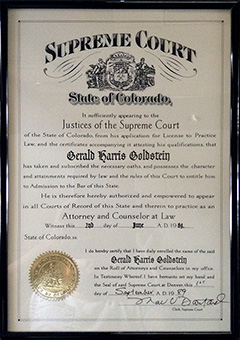 SUPREME COURT
State of Colorado,
It sufficiently appearing to the
Justices of the Supreme Court
of the State of Colorado, from his application for License to Practice
Law, and the certificates accompanying it attesting his qualifications, that
Gerald Harris Goldstein
has taken and subscribed the necessary oaths, and possesses the character
and attainments required by law and the rules of this Court to entitle him
to Admission to the Bar of this State.
He is therefore hereby authorized and empowered to appear
in all Courts of Record of this State and therein to practice as an
Attorney and Counselor at Law
Witness this 2nd day of June A.D. 19
State of Colorado, ss.
I do hereby certify that I have duly enrolled the name of the said
Gerald Harris Goldstein
on the Roll of Attorneys and Counselors in my office.
In Testimony Whereof I have hereunto set my hand and the
Seal of said Supreme Court at Denver, this 1st
day of September A.D. 1989
Clerk, Supreme Court